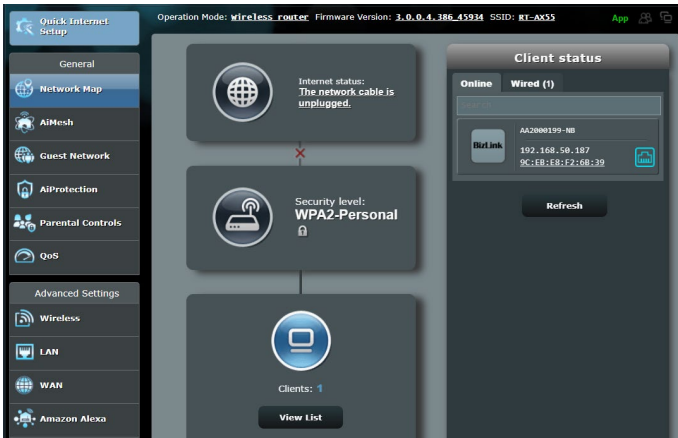 Quick Internet
Setup
Operation Mode: Wireless router Firmware Version: 3.0.0.4.386_45934 SSID: RT-AX55
App
General
Network Map
AiMesh
Guest Network
AiProtection
Parental Controls
QoS
Advanced Settings
Wireless
LAN
WAN
Amazon Alexa
Internet status:
The network cable is
unplugged.
Security level:
WPA2-Personal
Clients: 1
View List
Client status
Online Wired (1)
Search
BizLink
AA2000199-NB
192.168.50.187
9C:EB:E8:F2:6B:39
Refresh